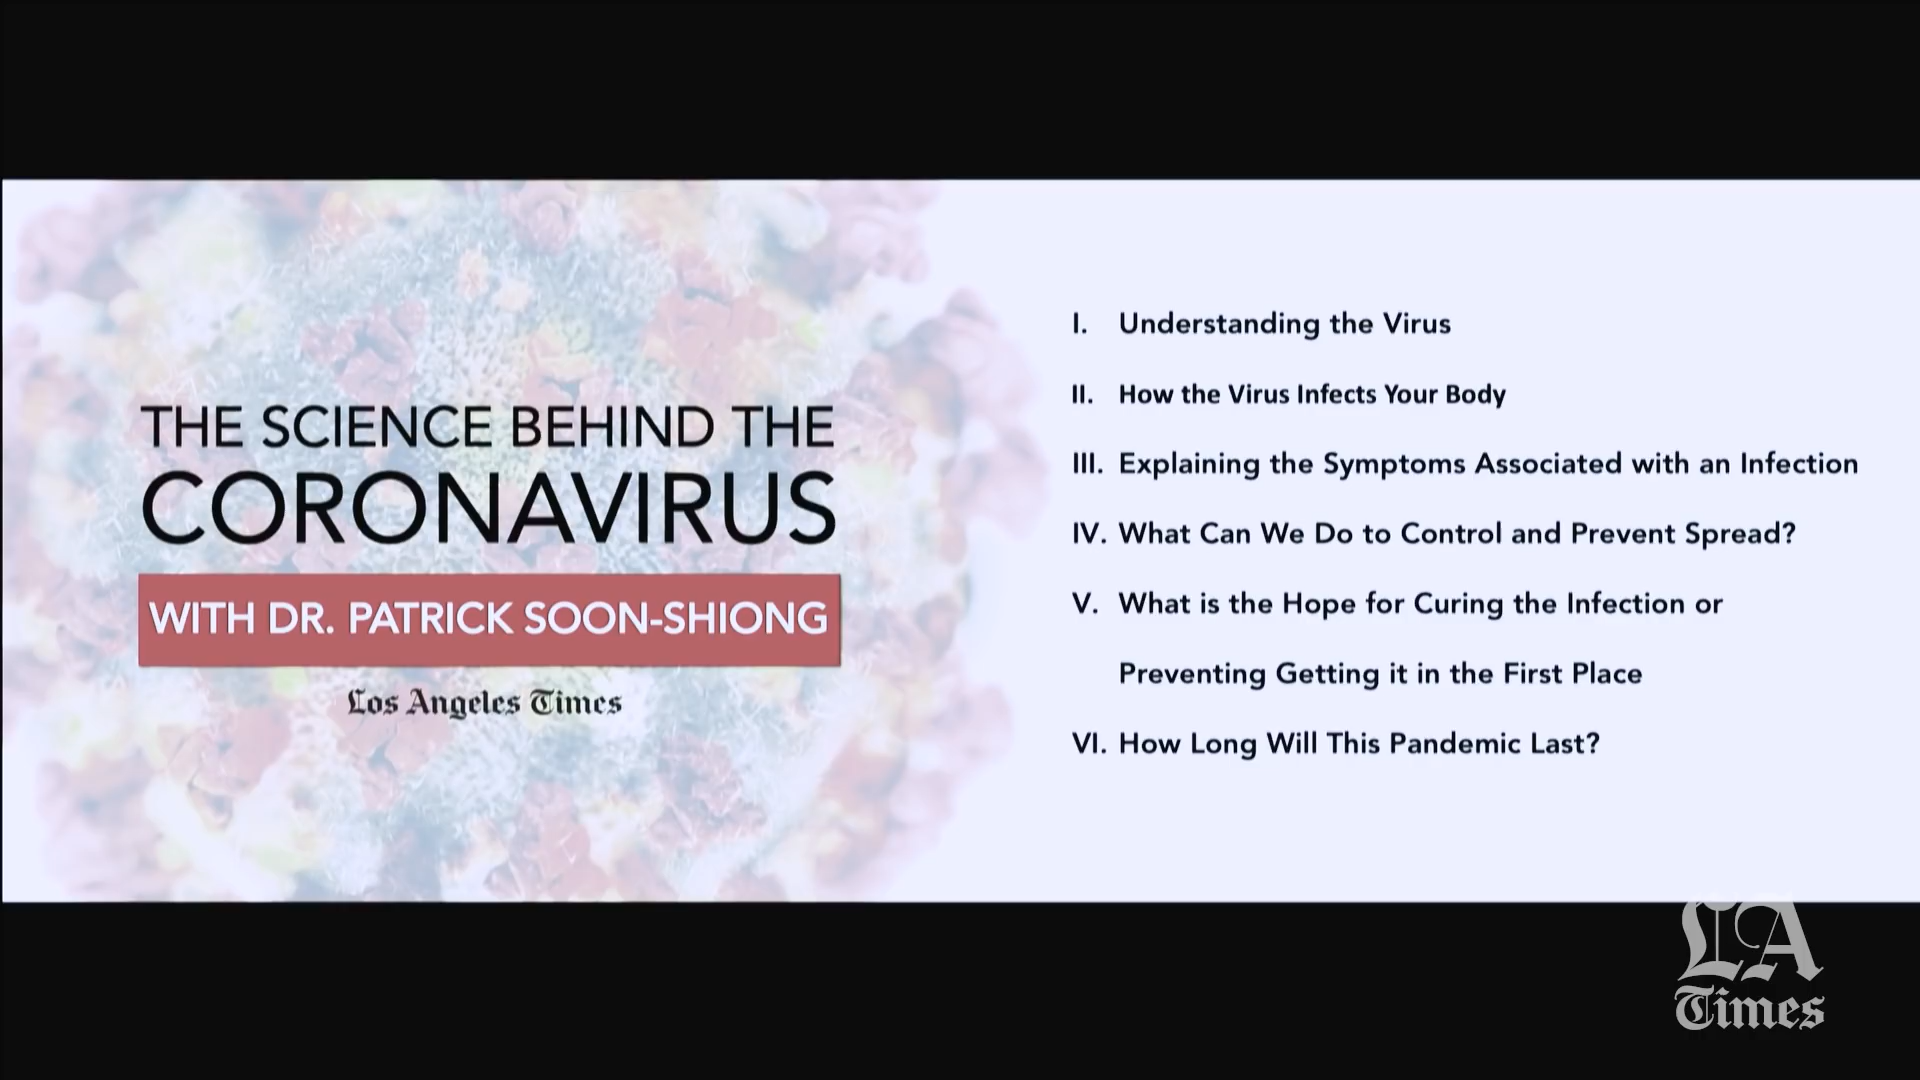 THE SCIENCE BEHIND THE
CORONAVIRUS
WITH DR. PATRICK SOON-SHIONG
Los Angeles Times
I. Understanding the Virus
II. How the Virus Infects Your Body
III. Explaining the Symptoms Associated with an Infection
IV. What Can We Do to Control and Prevent Spread?
V. What is the Hope for Curing the Infection or
Preventing Getting it in the First Place
VI. How Long Will This Pandemic Last?
LA
Times